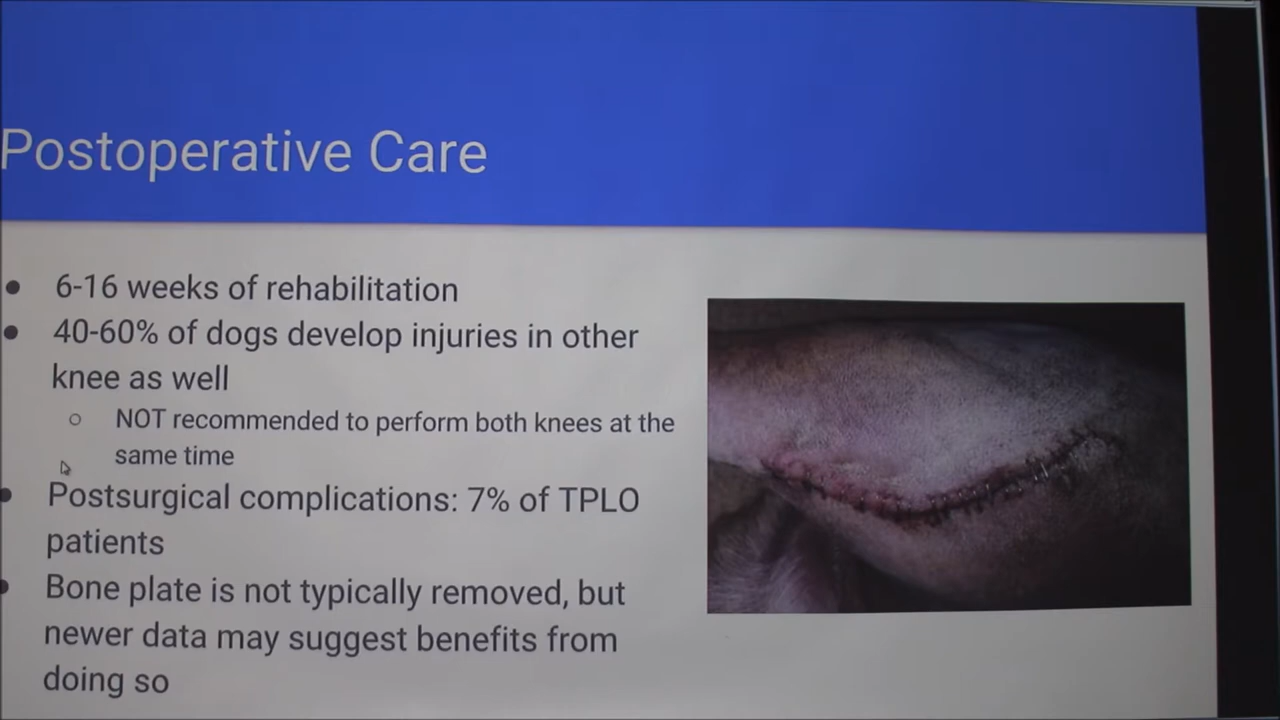 Postoperative Care
6-16 weeks of rehabilitation
40-60% of dogs develop injuries in other
knee as well
NOT recommended to perform both knees at the
same time
Postsurgical complications: 7% of TPLO
patients
Bone plate is not typically removed, but
newer data may suggest benefits from
doing so